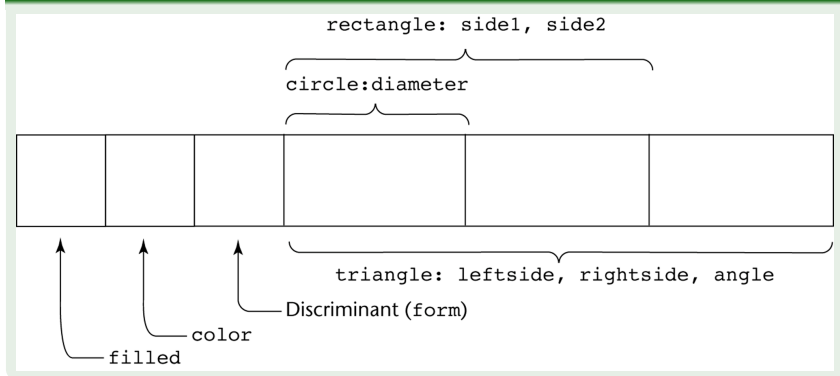 rectangle: side1, side2
circle:diameter
triangle: leftside, rightside, angle
Discriminant (form)
color
filled